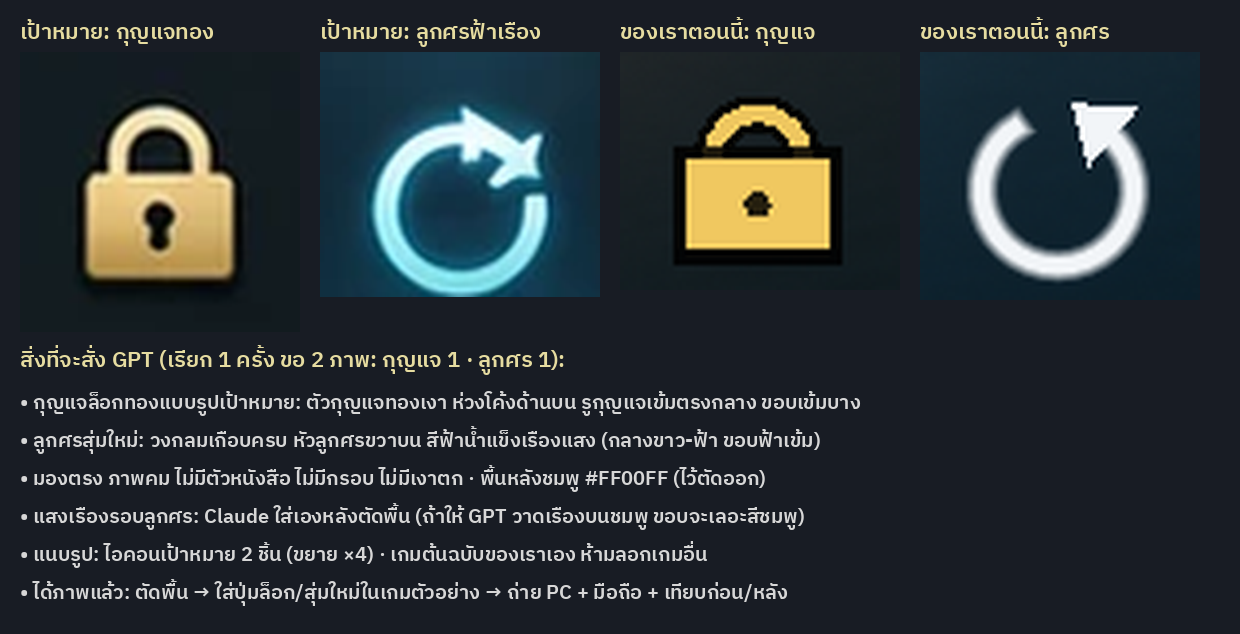 เป้าหมาย: กุญแจทอง
เป้าหมาย: ลูกศรฟ้าเรือง
ของเราตอนนี้: กุญแจ
ของเราตอนนี้: ลูกศร
สิ่งที่จะสั่ง GPT (เรียก 1 ครั้ง ขอ 2 ภาพ: กุญแจ 1 · ลูกศร 1):
• กุญแจล็อกทองแบบรูปเป้าหมาย: ตัวกุญแจทองเงา ห่วงโค้งด้านบน รูกุญแจเข้มตรงกลาง ขอบเข้มบาง
• ลูกศรสุ่มใหม่: วงกลมเกือบครบ หัวลูกศรขวาบน สีฟ้าน้ำแข็งเรืองแสง (กลางขาว-ฟ้า ขอบฟ้าเข้ม)
• มองตรง ภาพคม ไม่มีตัวหนังสือ ไม่มีกรอบ ไม่มีเงาตก · พื้นหลังชมพู #FF00FF (ไว้ตัดออก)
• แสงเรืองรอบลูกศร: Claude ใส่เองหลังตัดพื้น (ถ้าให้ GPT วาดเรืองบนชมพู ขอบจะเลอะสีชมพู)
• แนบรูป: ไอคอนเป้าหมาย 2 ชิ้น (ขยาย ×4) · เกมต้นฉบับของเราเอง ห้ามลอกเกมอื่น
• ได้ภาพแล้ว: ตัดพื้น → ใส่ปุ่มล็อก/สุ่มใหม่ในเกมตัวอย่าง → ถ่าย PC + มือถือ + เทียบก่อน/หลัง